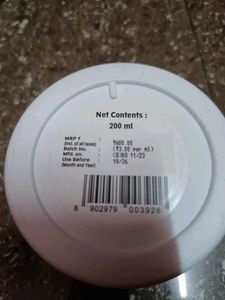 Net Contents :
200 ml
MRP ₹ : ₹600.00
(Incl. of all taxes) (₹3.00 per ml)
Batch No. :
Mfd. on. : 11/23
Use Before : 10/26
(Month and Year)
8 902979 003926